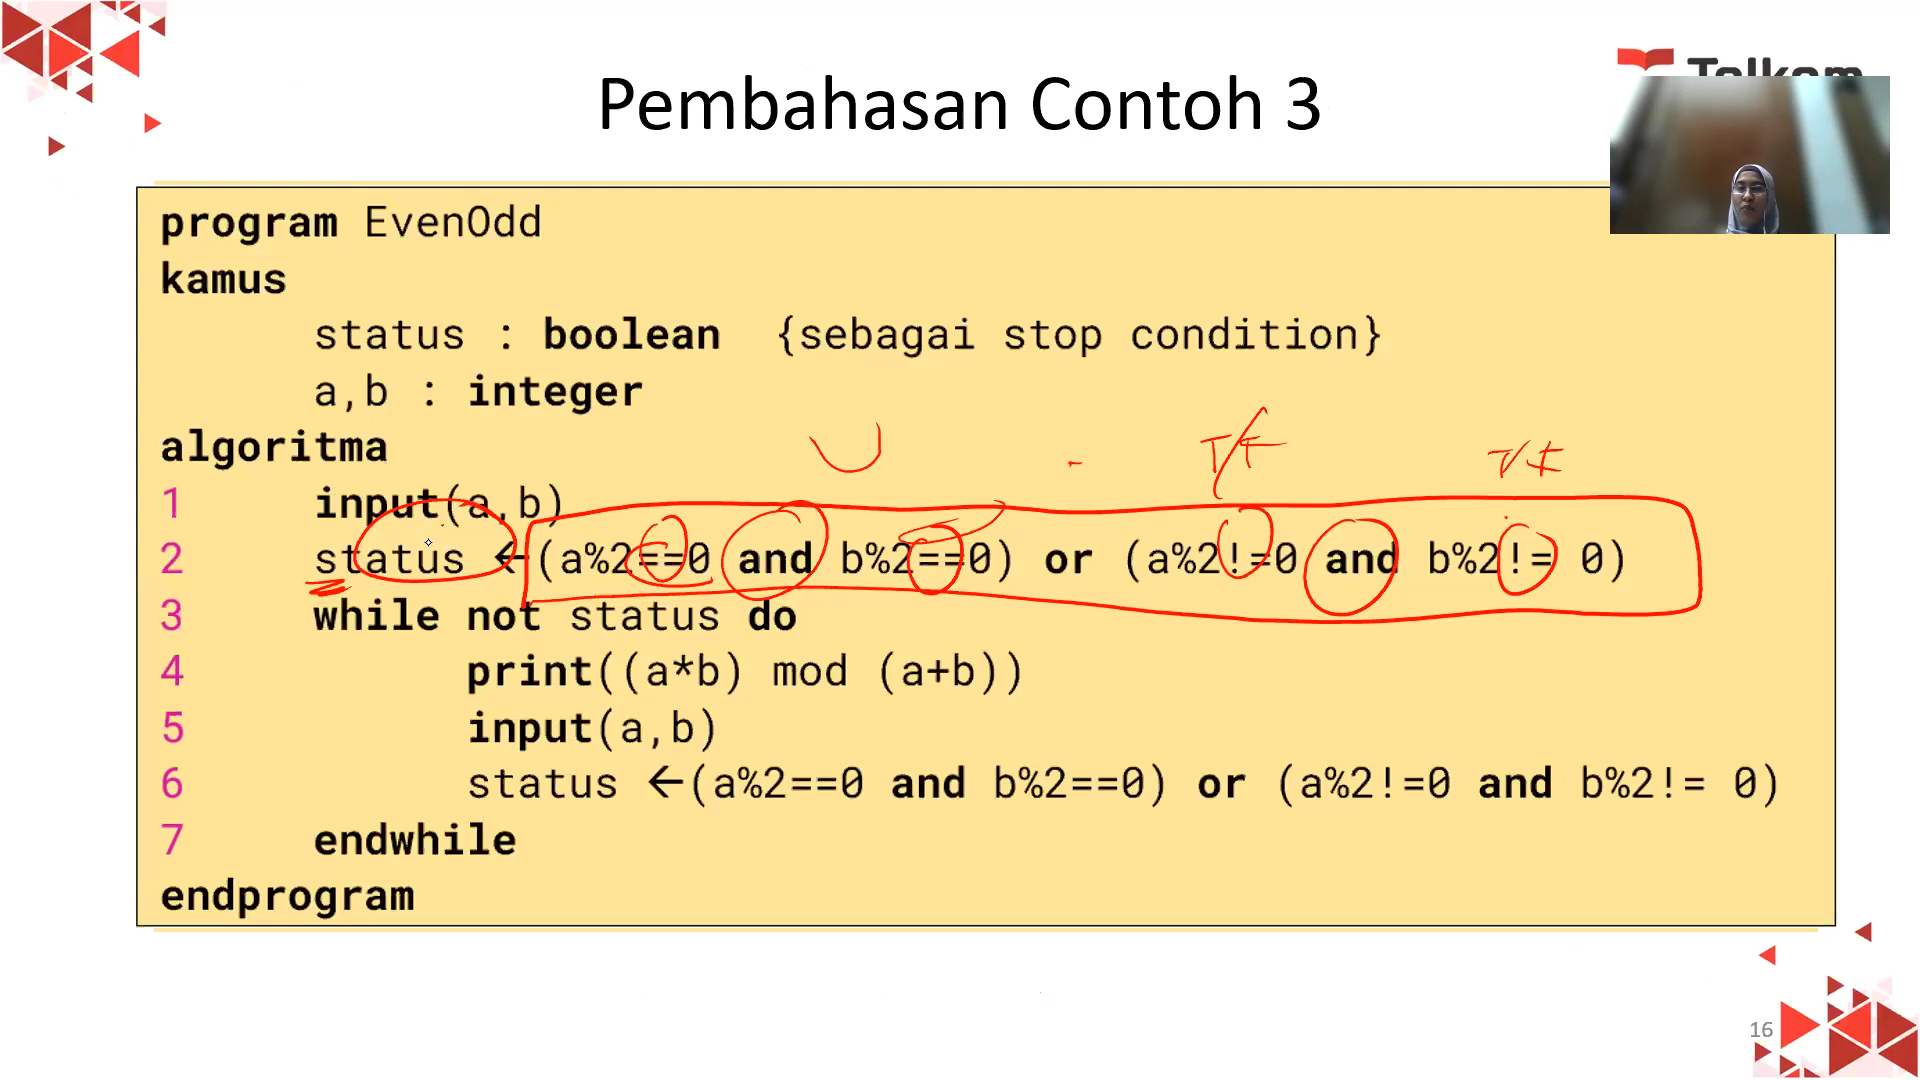 Pembahasan Contoh 3
program EvenOdd
kamus
status : boolean {sebagai stop condition}
a,b : integer
algoritma
T/F T/F
1 input(a,b)
2 status ←(a%2==0 and b%2==0) or (a%2!=0 and b%2!= 0)
3 while not status do
4 print((a*b) mod (a+b))
5 input(a,b)
6 status ←(a%2==0 and b%2==0) or (a%2!=0 and b%2!= 0)
7 endwhile
endprogram
16